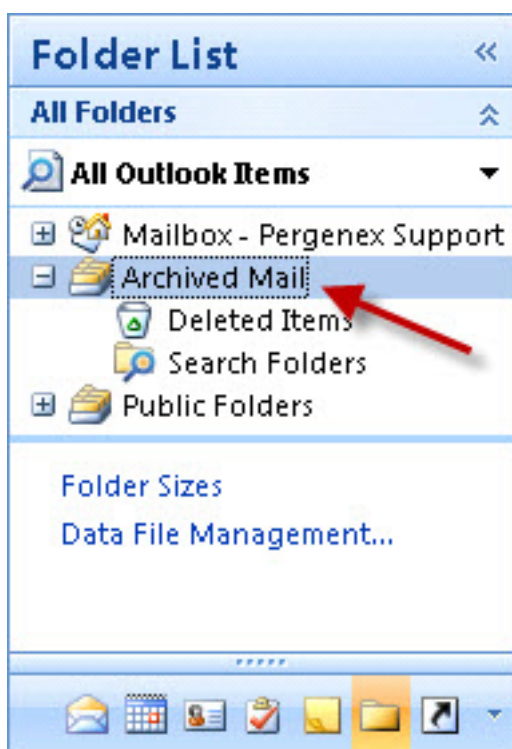 Folder List
All Folders
All Outlook Items
Mailbox - Pergenex Support
Archived Mail
Deleted Items
Search Folders
Public Folders
Folder Sizes
Data File Management...